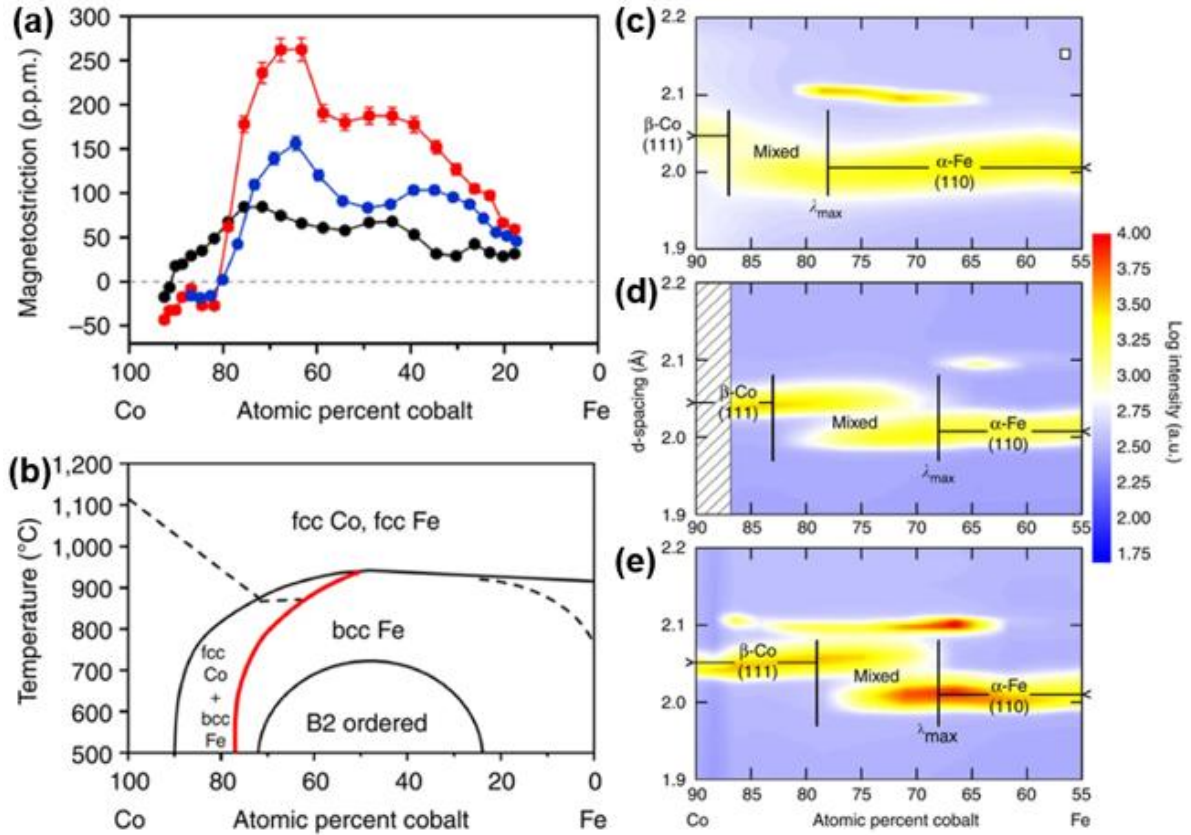 (a)
300
250
200
150
100
50
0
−50
Magnetostriction (p.p.m.)
100 80 60 40 20 0
Co Atomic percent cobalt Fe
(b)
1,200
1,100
1,000
900
800
700
600
500
Temperature (°C)
fcc Co, fcc Fe
bcc Fe
fcc
Co
+
bcc
Fe
B2 ordered
100 80 60 40 20 0
Co Atomic percent cobalt Fe
(c)
2.2
2.1
2.0
1.9
β-Co
(111)
Mixed
λmax
α-Fe
(110)
90 85 80 75 70 65 60 55
(d)
2.2
2.1
2.0
1.9
d-spacing (Å)
β-Co
(111)
Mixed
λmax
α-Fe
(110)
90 85 80 75 70 65 60 55
(e)
2.2
2.1
2.0
1.9
β-Co
(111)
Mixed
λmax
α-Fe
(110)
90 85 80 75 70 65 60 55
Co Atomic percent cobalt Fe
4.00
3.75
3.50
3.25
3.00
2.75
2.50
2.25
2.00
1.75
Log intensity (a.u.)